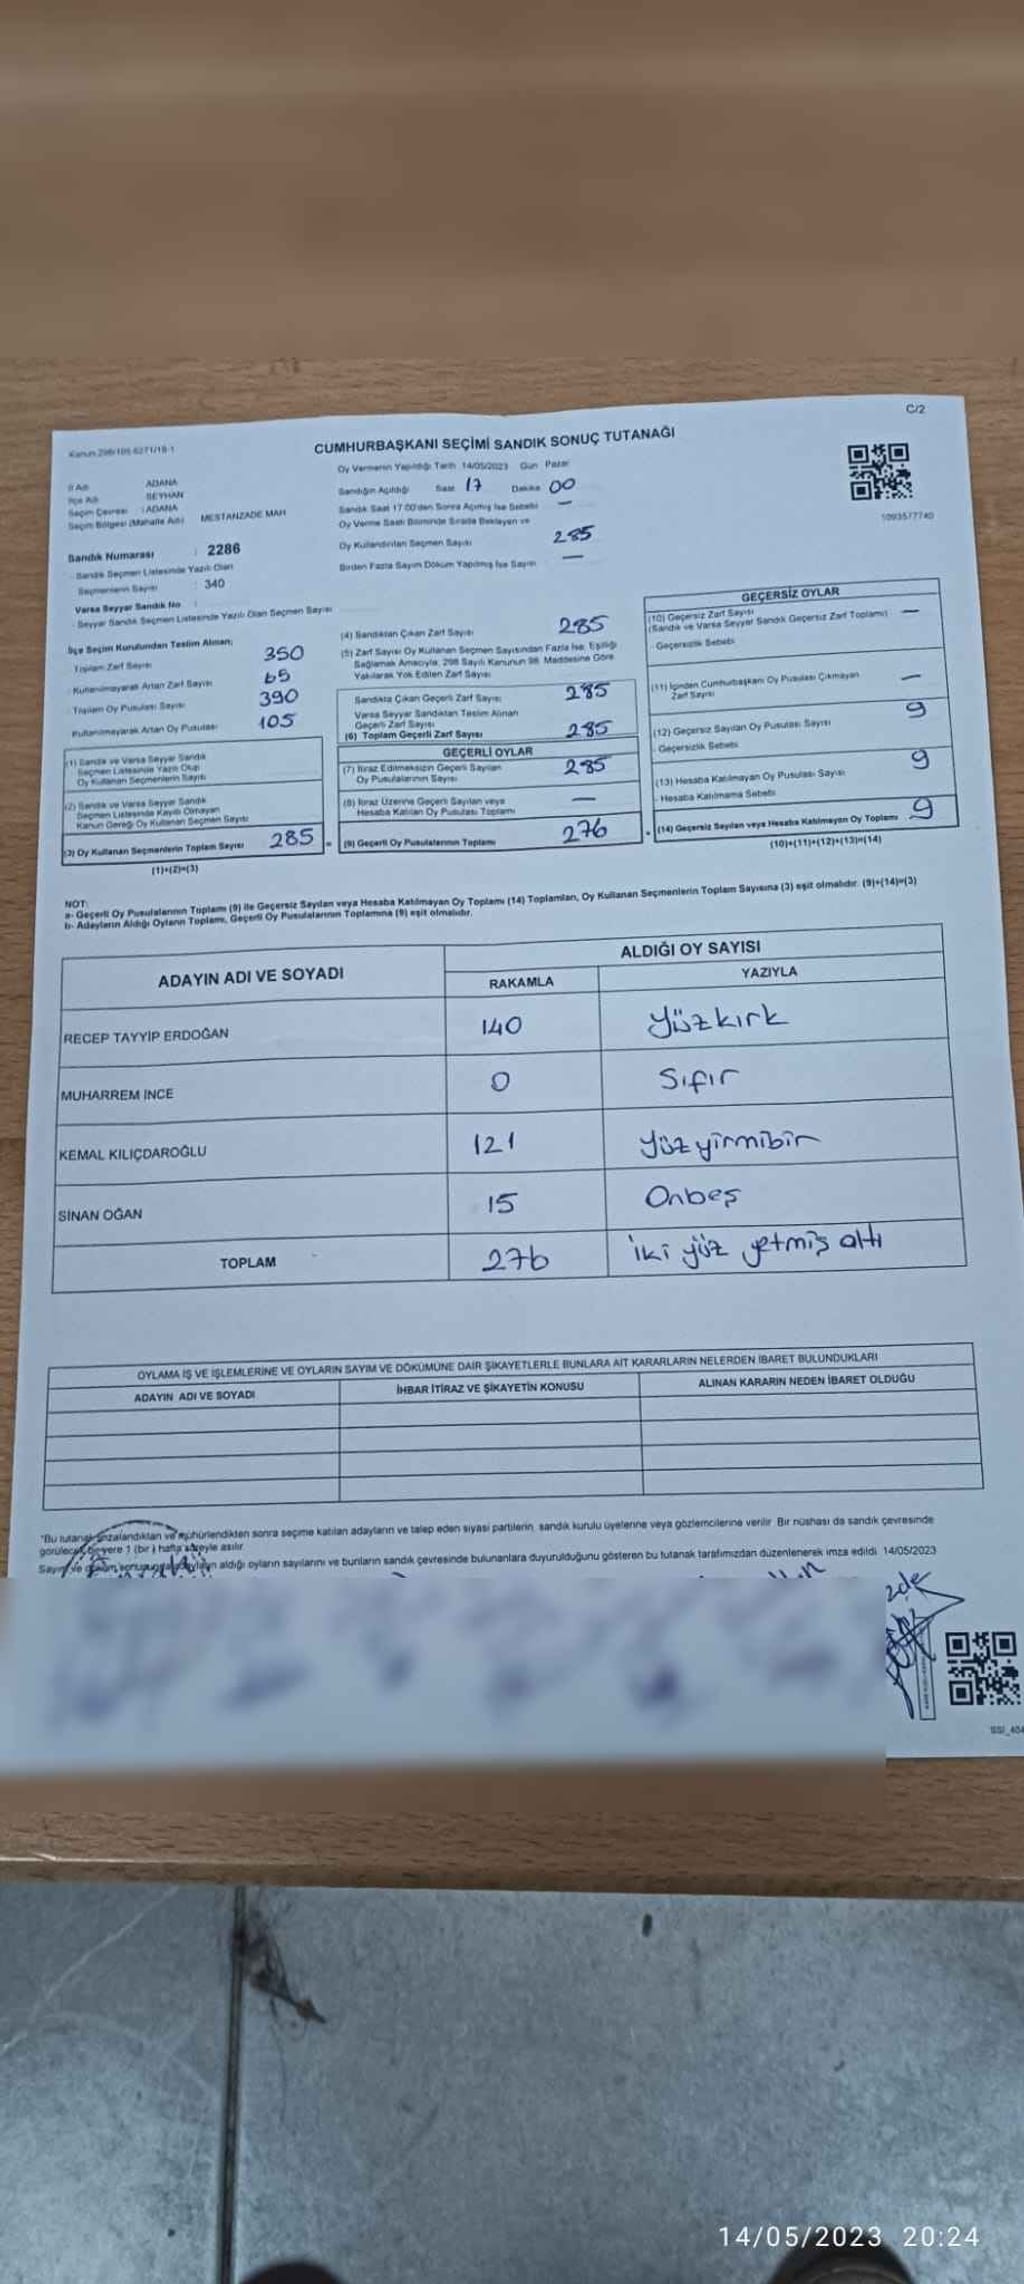 C/2
CUMHURBAŞKANI SEÇİMİ SANDIK SONUÇ TUTANAĞI
Oy Vermenin Yapıldığı Tarih 14/05/2023 Gün Pazar
İl Adı ADANA
Sandığın Açıldığı Saat 17 Dakika 00
İlçe Adı SEYHAN
Seçim Çevresi : ADANA
Sandık Saat 17:00'den Sonra Açılmış İse Sebebi —
Seçim Bölgesi (Mahalle Adı) MESTANZADE MAH
Oy Verme Saati Bitiminde Sırada Bekleyen ve
Oy Kullandırılan Seçmen Sayısı 285
1093577740
Sandık Numarası : 2286
Birden Fazla Sayım Döküm Yapılmış İse Sayısı —
- Sandık Seçmen Listesinde Yazılı Olan
Seçmenlerin Sayısı : 340
Varsa Seyyar Sandık No :
- Seyyar Sandık Seçmen Listesinde Yazılı Olan Seçmen Sayısı
İlçe Seçim Kurulundan Teslim Alınan;
Toplam Zarf Sayısı 350
Kullanılmayarak Artan Zarf Sayısı 65
Toplam Oy Pusulası Sayısı 390
Kullanılmayarak Artan Oy Pusulası 105
(1) Sandık ve Varsa Seyyar Sandık
Seçmen Listesinde Yazılı Olup
Oy Kullanan Seçmenlerin Sayısı
(2) Sandık ve Varsa Seyyar Sandık
Seçmen Listesinde Kayıtlı Olmayan
Kanun Gereği Oy Kullanan Seçmen Sayısı
(3) Oy Kullanan Seçmenlerin Toplam Sayısı 285
(1)+(2)=(3)
(4) Sandıktan Çıkan Zarf Sayısı 285
(5) Zarf Sayısı Oy Kullanan Seçmen Sayısından Fazla İse; Eşitliği
Sağlamak Amacıyla, 298 Sayılı Kanunun 98. Maddesine Göre
Yakılarak Yok Edilen Zarf Sayısı
Sandıkta Çıkan Geçerli Zarf Sayısı 285
Varsa Seyyar Sandıktan Teslim Alınan
Geçerli Zarf Sayısı
(6) Toplam Geçerli Zarf Sayısı 285
GEÇERLİ OYLAR
(7) İtiraz Edilmeksizin Geçerli Sayılan
Oy Pusulalarının Sayısı 285
(8) İtiraz Üzerine Geçerli Sayılan veya
Hesaba Katılan Oy Pusulası Toplamı —
(9) Geçerli Oy Pusulalarının Toplamı 276
GEÇERSİZ OYLAR
(10) Geçersiz Zarf Sayısı
(Sandık ve Varsa Seyyar Sandık Geçersiz Zarf Toplamı) —
- Geçersizlik Sebebi
(11) İçinden Cumhurbaşkanı Oy Pusulası Çıkmayan
Zarf Sayısı —
(12) Geçersiz Sayılan Oy Pusulası Sayısı 9
- Geçersizlik Sebebi
(13) Hesaba Katılmayan Oy Pusulası Sayısı 9
- Hesaba Katılmama Sebebi
(14) Geçersiz Sayılan veya Hesaba Katılmayan Oy Toplamı 9
(10)+(11)+(12)+(13)=(14)
NOT:
a- Geçerli Oy Pusulalarının Toplamı (9) ile Geçersiz Sayılan veya Hesaba Katılmayan Oy Toplamı (14) Toplamları, Oy Kullanan Seçmenlerin Toplam Sayısına (3) eşit olmalıdır. (9)+(14)=(3)
b- Adayların Aldığı Oyların Toplamı, Geçerli Oy Pusulalarının Toplamına (9) eşit olmalıdır.
ADAYIN ADI VE SOYADI ALDIĞI OY SAYISI
RAKAMLA YAZIYLA
RECEP TAYYİP ERDOĞAN 140 Yüzkırk
MUHARREM İNCE 0 Sıfır
KEMAL KILIÇDAROĞLU 121 Yüzyirmibir
SİNAN OĞAN 15 Onbeş
TOPLAM 276 iki yüz yetmiş altı
OYLAMA İŞ VE İŞLEMLERİNE VE OYLARIN SAYIM VE DÖKÜMÜNE DAİR ŞİKAYETLERLE BUNLARA AİT KARARLARIN NELERDEN İBARET BULUNDUKLARI
ADAYIN ADI VE SOYADI İHBAR İTİRAZ VE ŞİKAYETİN KONUSU ALINAN KARARIN NEDEN İBARET OLDUĞU
"Bu tutanak imzalandıktan ve mühürlendikten sonra seçime katılan adayların ve talep eden siyasi partilerin, sandık kurulu üyelerine veya gözlemcilerine verilir. Bir nüshası da sandık çevresinde
görülecek bir yere 1 (bir) hafta süreyle asılır.
aldığı oyların sayılarını ve bunların sandık çevresinde bulunanlara duyurulduğunu gösteren bu tutanak tarafımızdan düzenlenerek imza edildi. 14/05/2023
14/05/2023 20:24